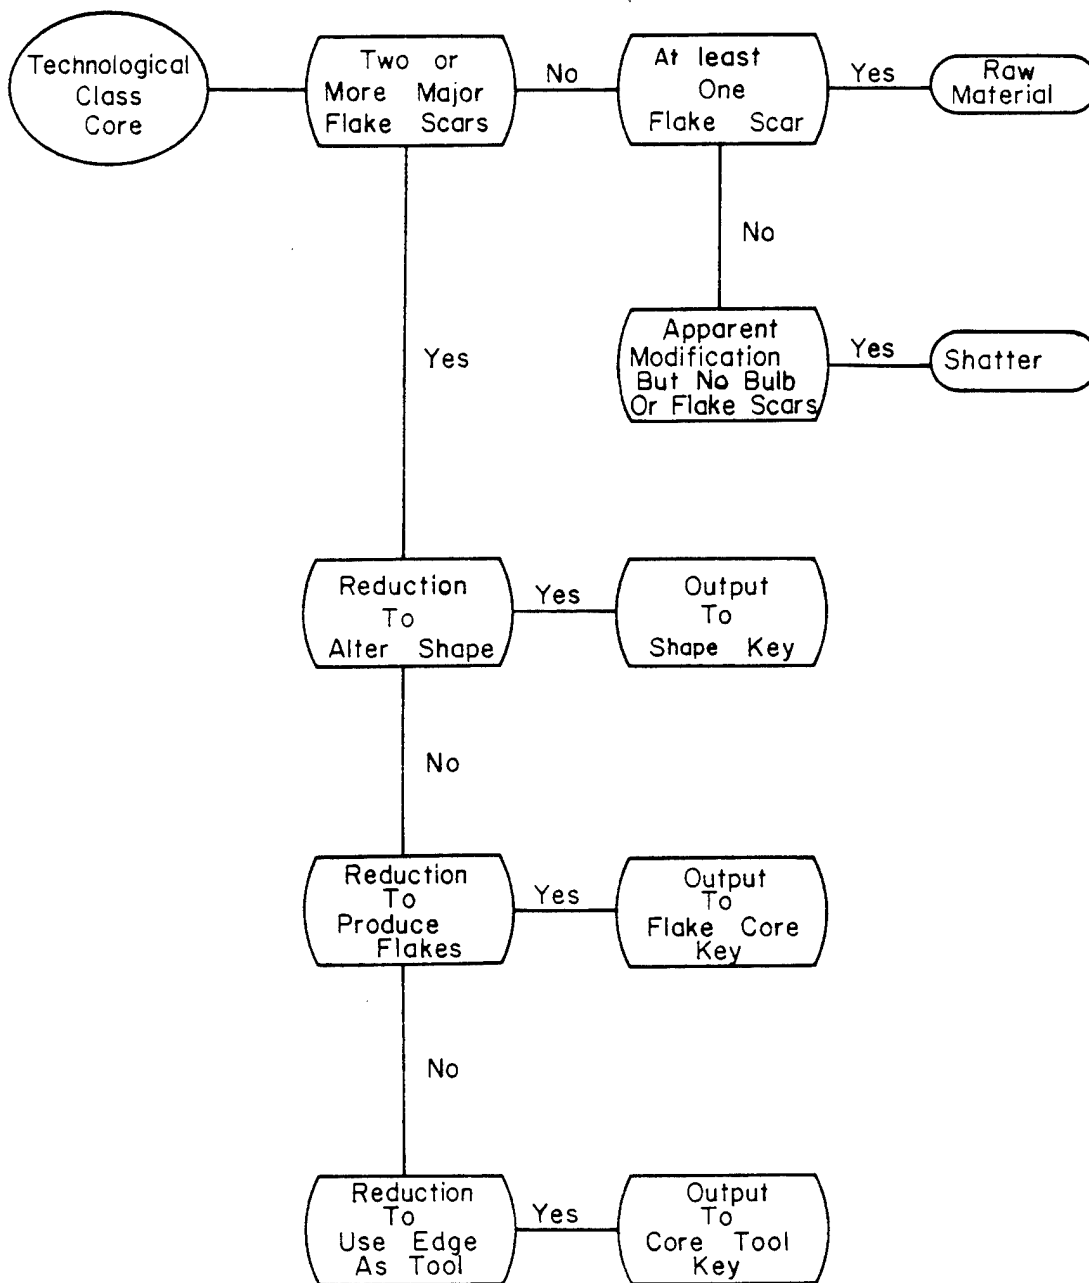 Technological
Class
Core
Two or
More Major
Flake Scars
No
At least
One
Flake Scar
Yes
Raw
Material
No
Yes
Apparent
Modification
But No Bulb
Or Flake Scars
Yes
Shatter
Reduction
To
Alter Shape
Yes
Output
To
Shape Key
No
Reduction
To
Produce
Flakes
Yes
Output
To
Flake Core
Key
No
Reduction
To
Use Edge
As Tool
Yes
Output
To
Core Tool
Key